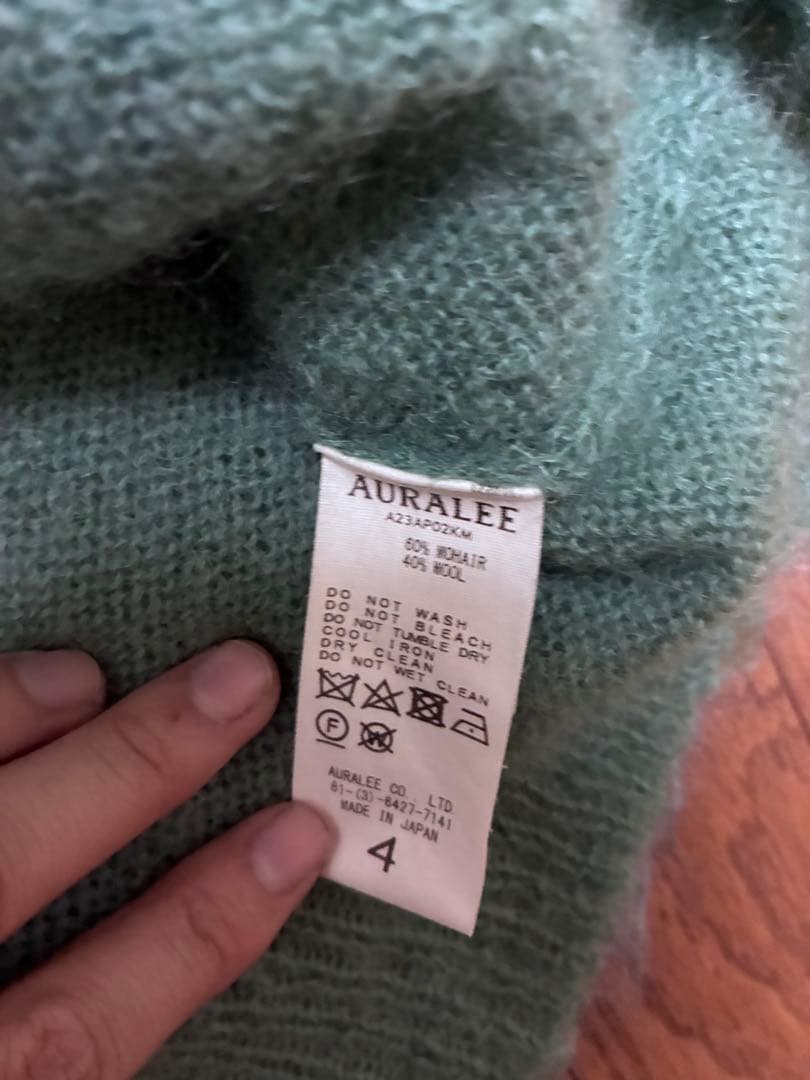 AURALEE
A23AP02KM
60% MOHAIR
40% WOOL
DO NOT WASH
DO NOT BLEACH
DO NOT TUMBLE DRY
COOL IRON
DRY CLEAN
DO NOT WET CLEAN
F W
AURALEE CO., LTD.
81-(3)-6427-7141
MADE IN JAPAN
4